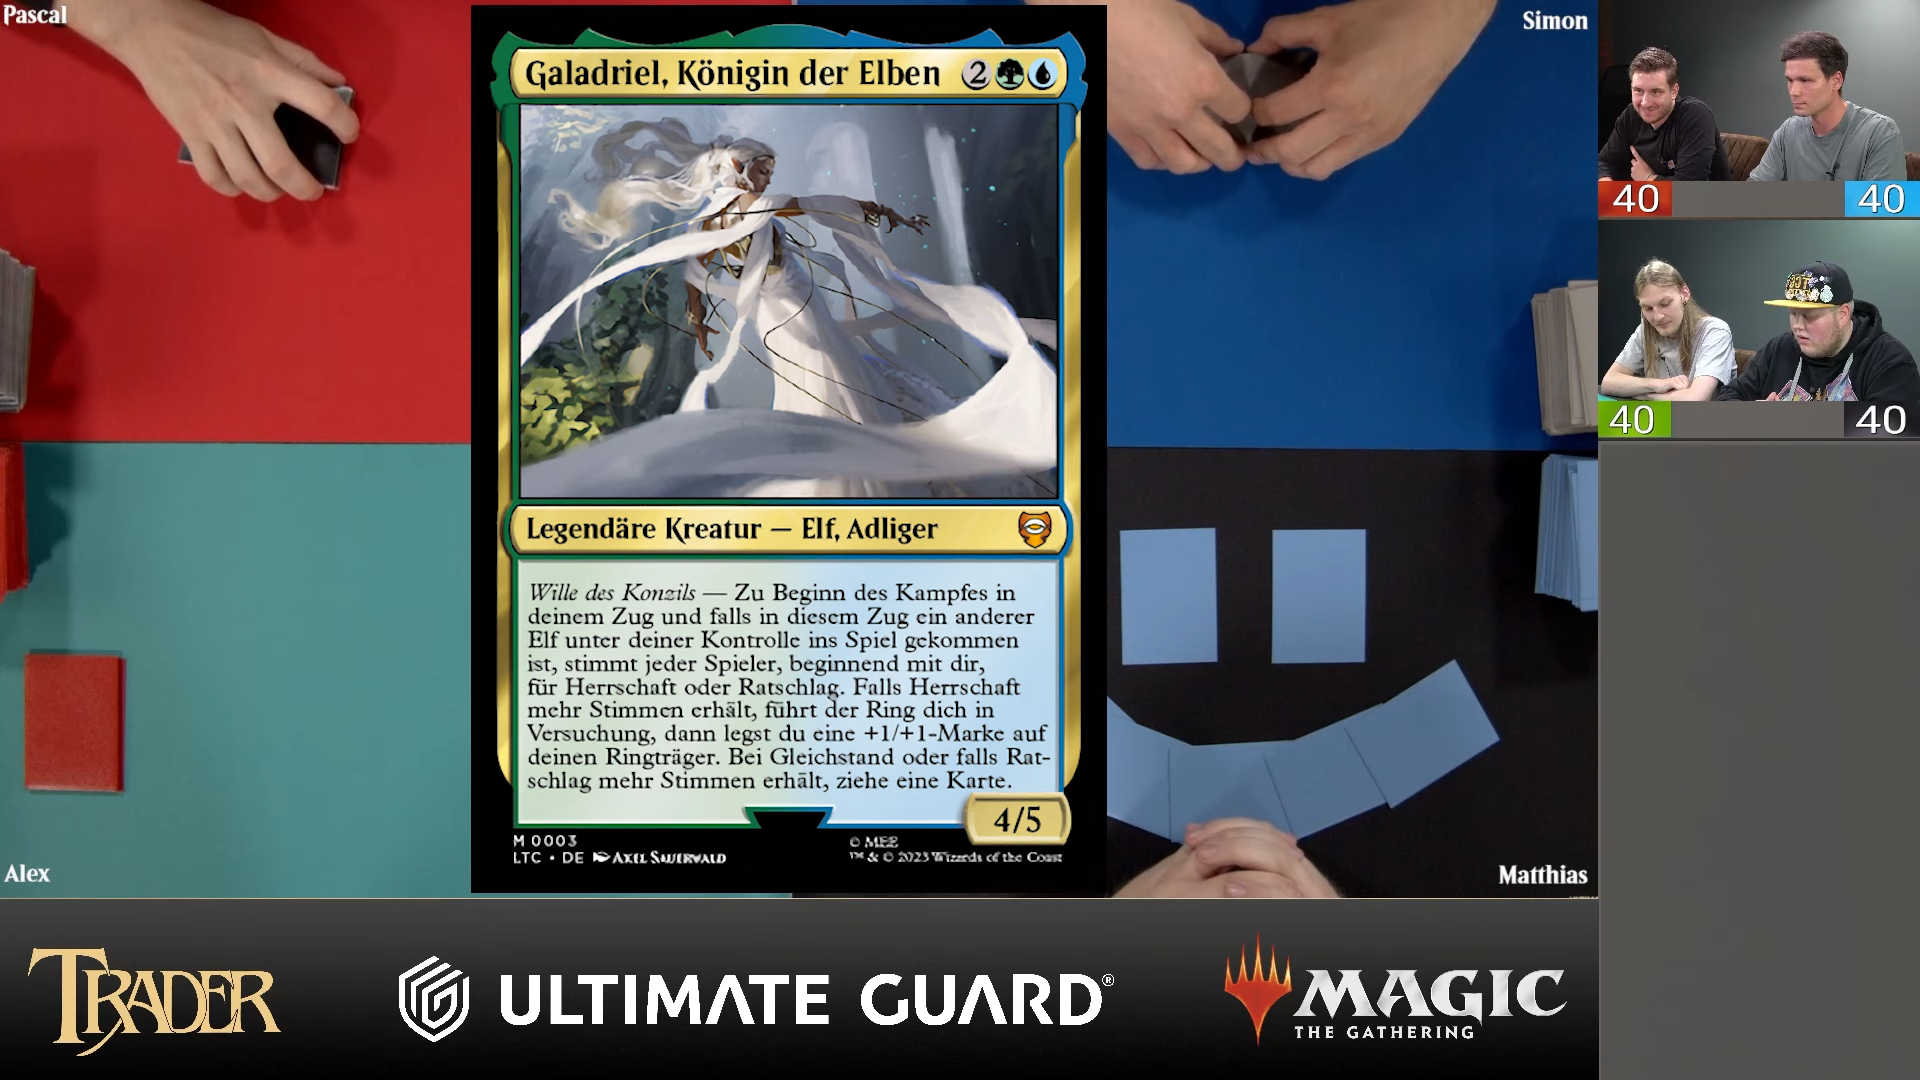 Pascal
Simon
Galadriel, Königin der Elben
2
40
40
40
40
Legendäre Kreatur — Elf, Adliger
Wille des Konzils — Zu Beginn des Kampfes in
deinem Zug und falls in diesem Zug ein anderer
Elf unter deiner Kontrolle ins Spiel gekommen
ist, stimmt jeder Spieler, beginnend mit dir,
für Herrschaft oder Ratschlag. Falls Herrschaft
mehr Stimmen erhält, führt der Ring dich in
Versuchung, dann legst du eine +1/+1-Marke auf
deinen Ringträger. Bei Gleichstand oder falls Rat-
schlag mehr Stimmen erhält, ziehe eine Karte.
4/5
M 0003
LTC • DE AXEL SAUERWALD
© MEE
™ & © 2023 Wizards of the Coast
Alex
Matthias
TRADER
ULTIMATE GUARD®
MAGIC
THE GATHERING